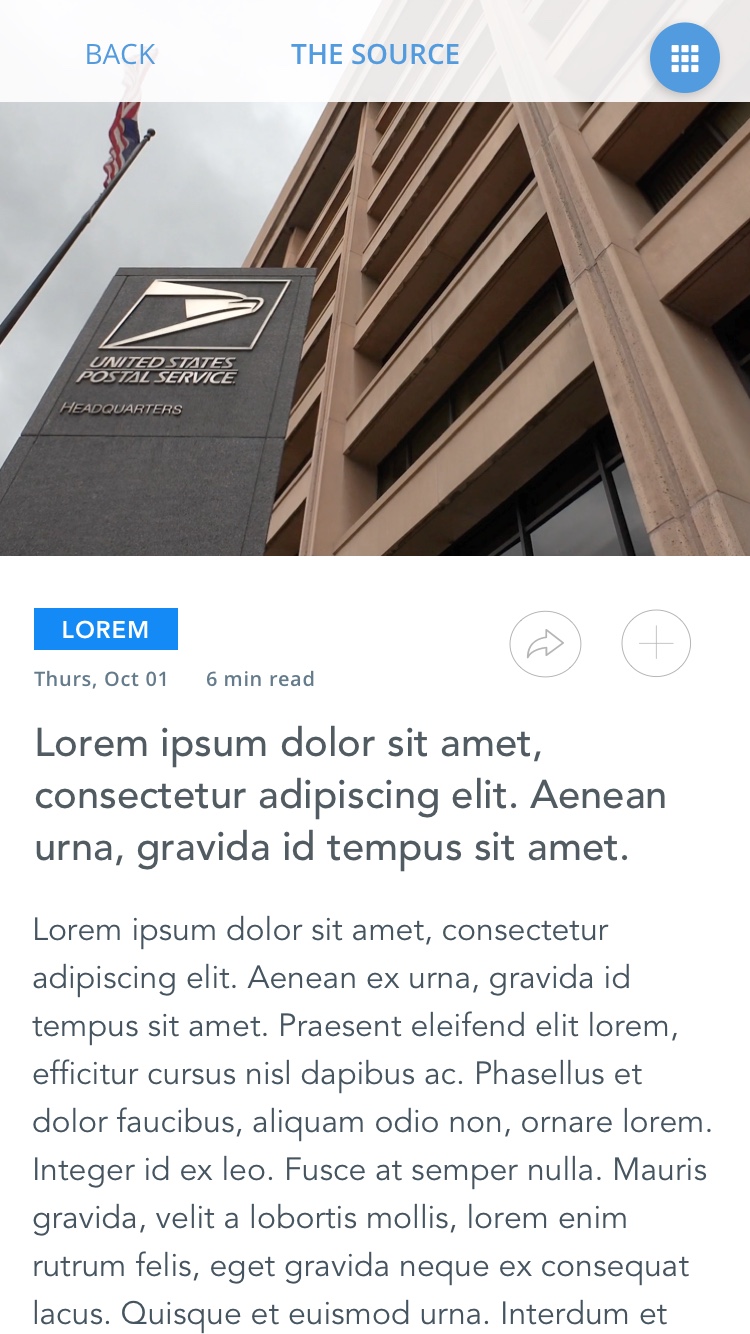 BACK
THE SOURCE
UNITED STATES
POSTAL SERVICE
HEADQUARTERS
LOREM
Thurs, Oct 01 6 min read
Lorem ipsum dolor sit amet,
consectetur adipiscing elit. Aenean
urna, gravida id tempus sit amet.
Lorem ipsum dolor sit amet, consectetur
adipiscing elit. Aenean ex urna, gravida id
tempus sit amet. Praesent eleifend elit lorem,
efficitur cursus nisl dapibus ac. Phasellus et
dolor faucibus, aliquam odio non, ornare lorem.
Integer id ex leo. Fusce at semper nulla. Mauris
gravida, velit a lobortis mollis, lorem enim
rutrum felis, eget gravida neque ex consequat
lacus. Quisque et euismod urna. Interdum et